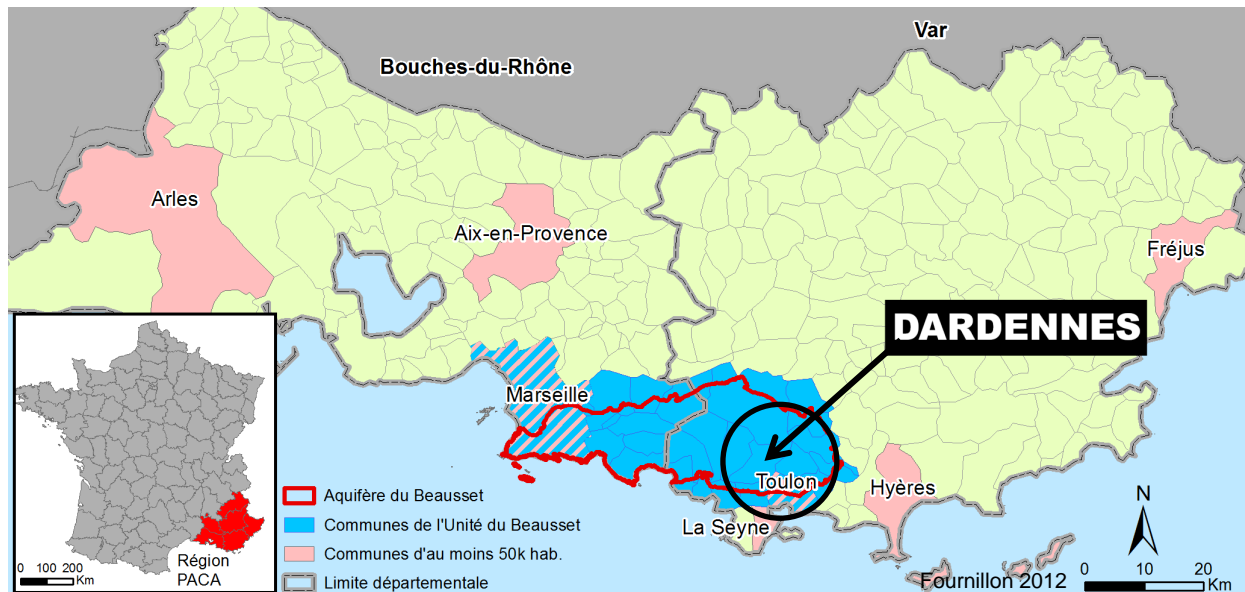 Var
Bouches-du-Rhône
Arles
Aix-en-Provence
Fréjus
DARDENNES
Marseille
Toulon
Hyères
La Seyne
Aquifère du Beausset
Communes de l'Unité du Beausset
Communes d'au moins 50k hab.
Limite départementale
Région
PACA
0 100 200
Km
N
Fournillon 2012
0 10 20
Km